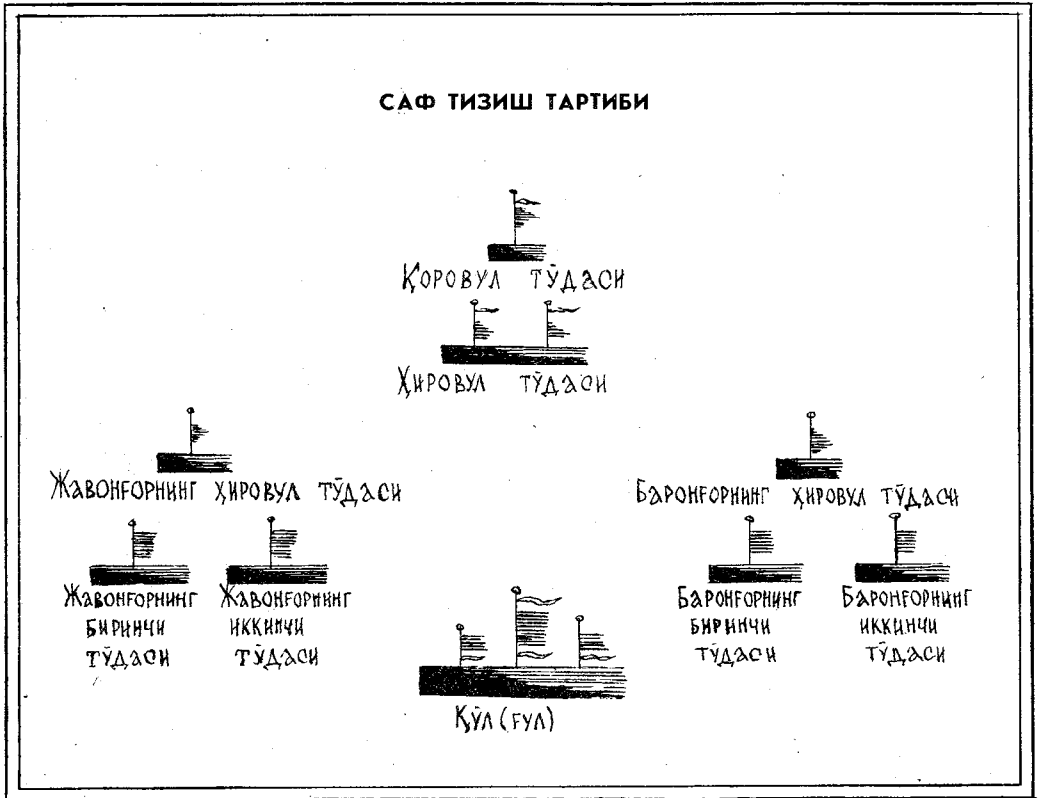 САФ ТИЗИШ ТАРТИБИ
Қоровул тўдаси
Ҳировул тўдаси
Жавонғорнинг ҳировул тўдаси
Баронғорнинг ҳировул тўдаси
Жавонғорнинг
биринчи
тўдаси
Жавонғорнинг
иккинчи
тўдаси
Баронғорнинг
биринчи
тўдаси
Баронғорнинг
иккинчи
тўдаси
Қўл (ғул)